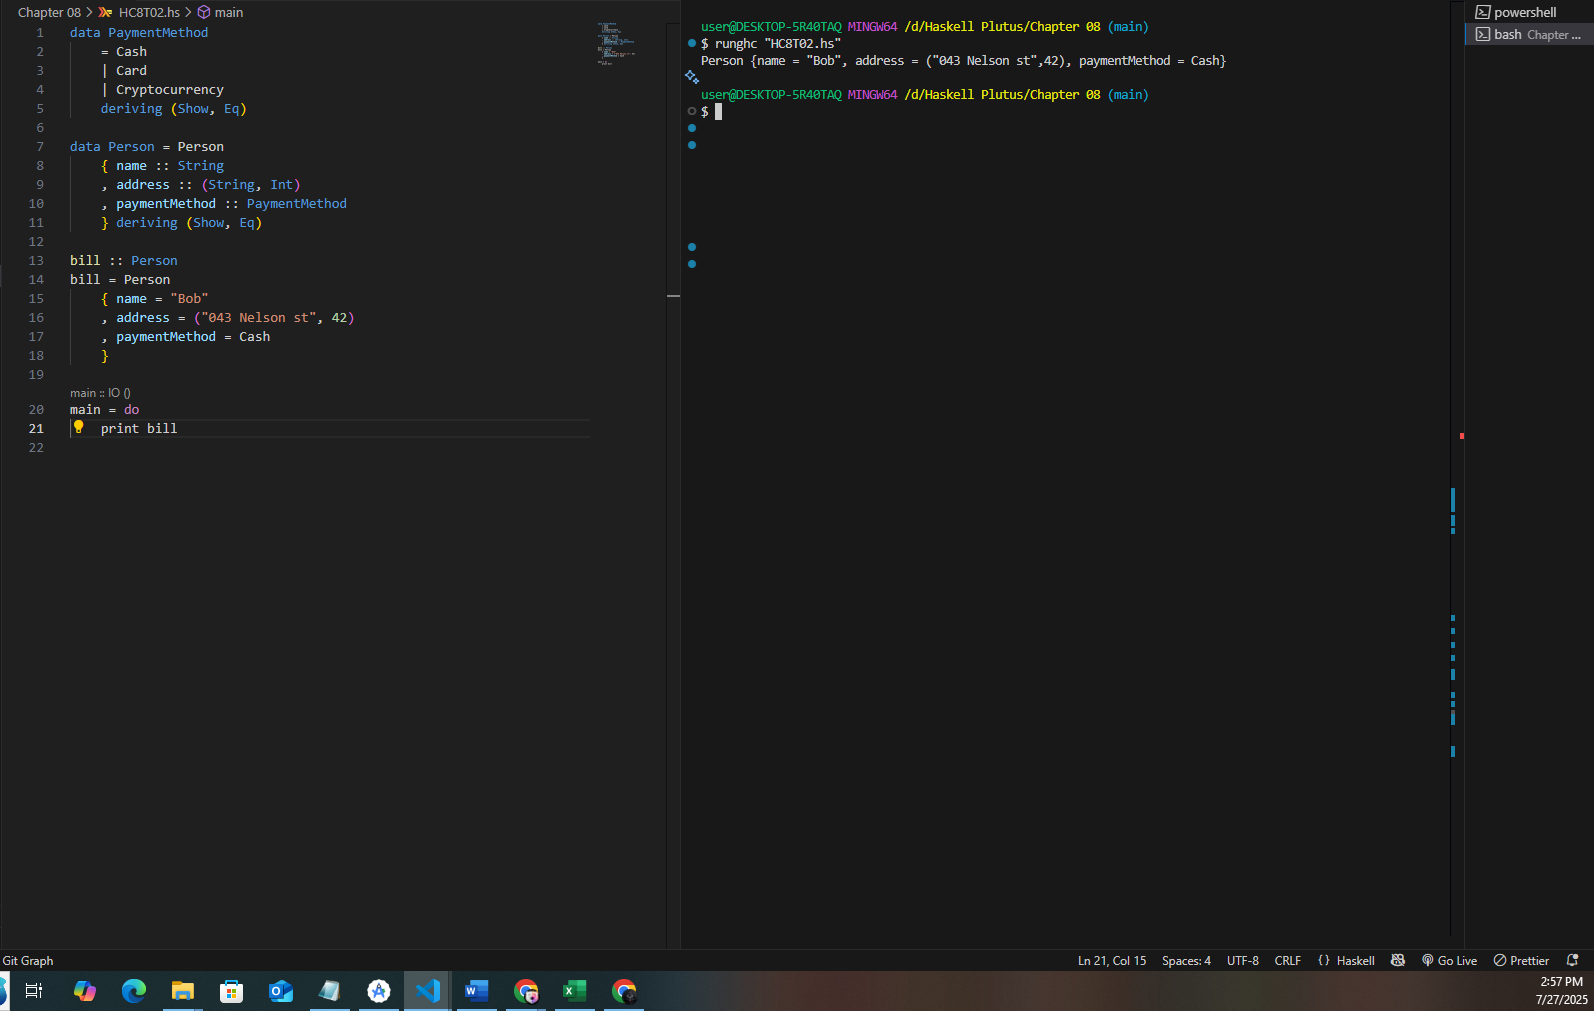 Chapter 08 > HC8T02.hs > main
1 data PaymentMethod
2     = Cash
3     | Card
4     | Cryptocurrency
5     deriving (Show, Eq)
6
7 data Person = Person
8     { name :: String
9     , address :: (String, Int)
10     , paymentMethod :: PaymentMethod
11     } deriving (Show, Eq)
12
13 bill :: Person
14 bill = Person
15     { name = "Bob"
16     , address = ("043 Nelson st", 42)
17     , paymentMethod = Cash
18     }
19
main :: IO ()
20 main = do
21     print bill
22
user@DESKTOP-5R40TAQ MINGW64 /d/Haskell Plutus/Chapter 08 (main)
$ runghc "HC8T02.hs"
Person {name = "Bob", address = ("043 Nelson st",42), paymentMethod = Cash}
user@DESKTOP-5R40TAQ MINGW64 /d/Haskell Plutus/Chapter 08 (main)
$
powershell
bash Chapter ...
Git Graph
Ln 21, Col 15 Spaces: 4 UTF-8 CRLF {} Haskell Go Live Prettier
2:57 PM
7/27/2025